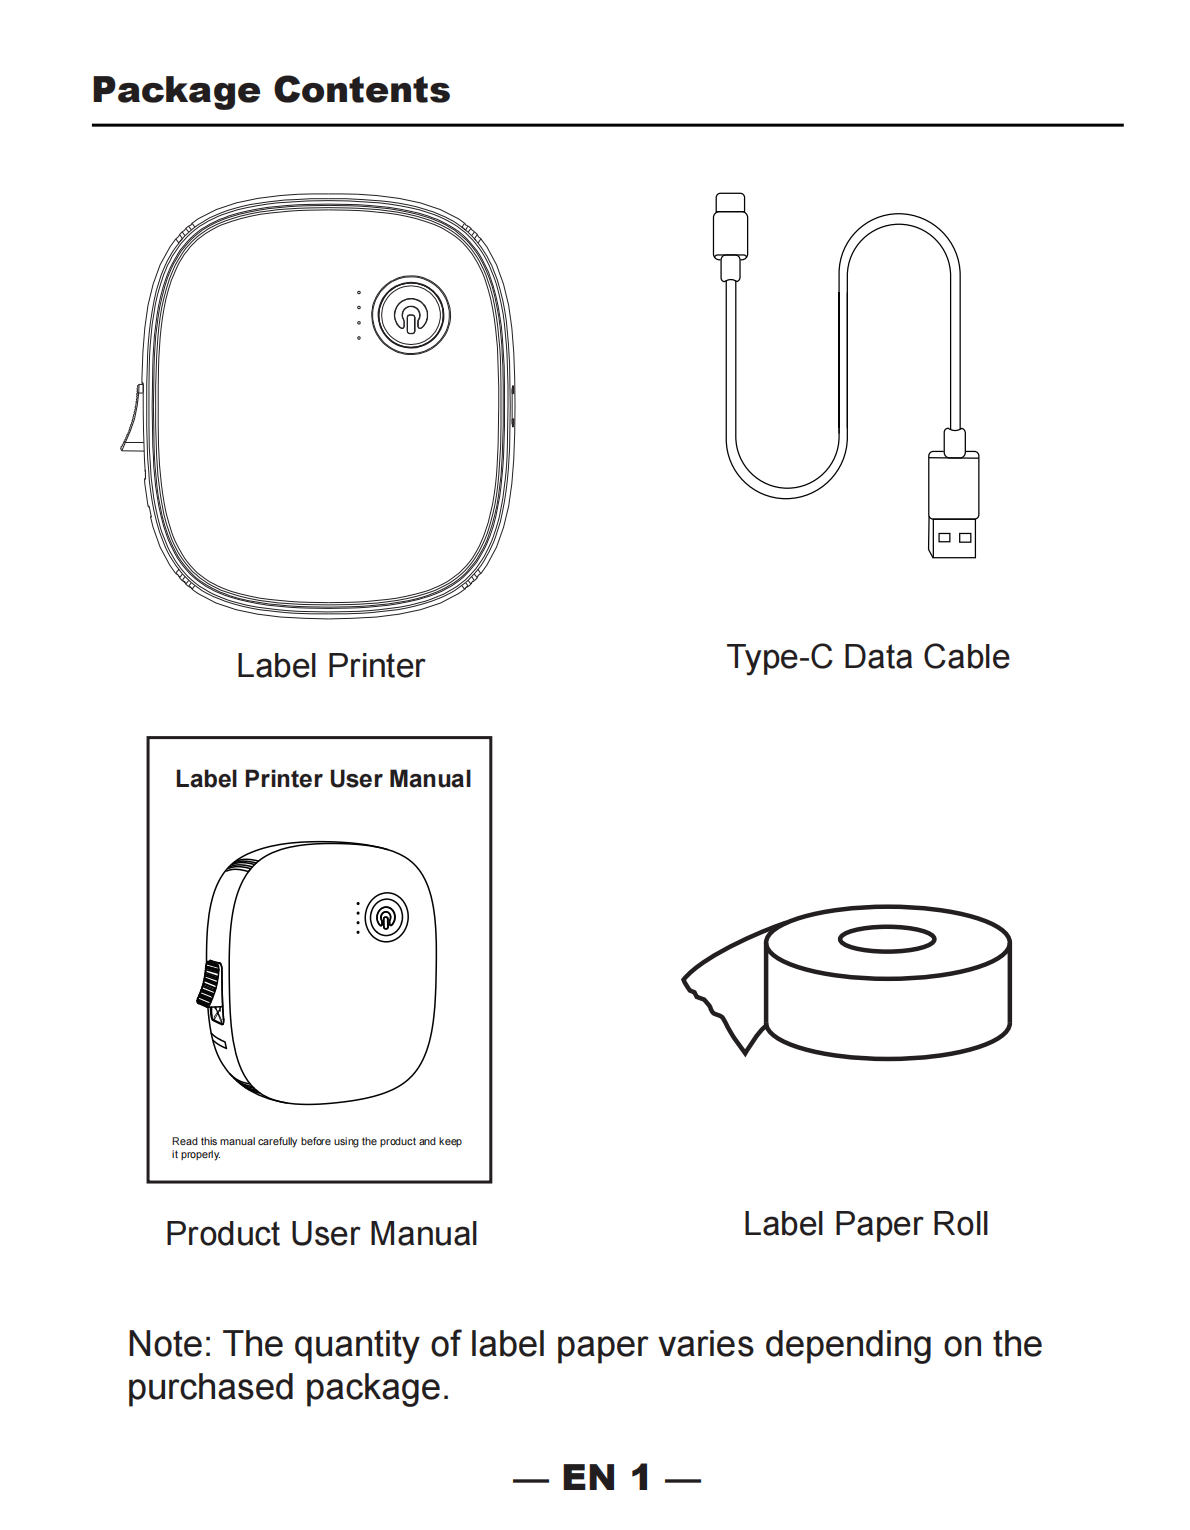 Package Contents
Label Printer
Type-C Data Cable
Label Printer User Manual
Read this manual carefully before using the product and keep
it properly.
Product User Manual
Label Paper Roll
Note: The quantity of label paper varies depending on the
purchased package.
— EN 1 —